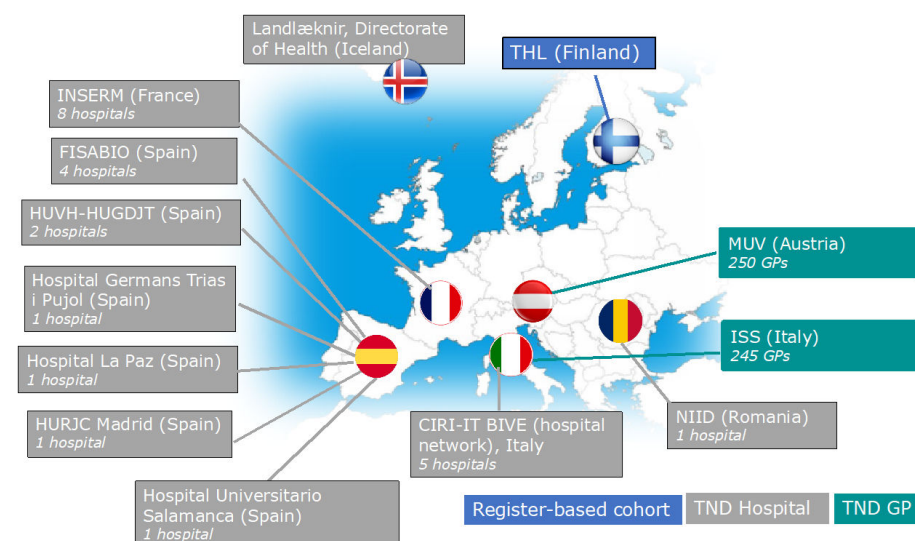 Landlæknir, Directorate
of Health (Iceland)
THL (Finland)
INSERM (France)
8 hospitals
FISABIO (Spain)
4 hospitals
HUVH-HUGDJT (Spain)
2 hospitals
MUV (Austria)
250 GPs
Hospital Germans Trias
i Pujol (Spain)
1 hospital
ISS (Italy)
245 GPs
Hospital La Paz (Spain)
1 hospital
HURJC Madrid (Spain)
1 hospital
CIRI-IT BIVE (hospital
network), Italy
5 hospitals
NIID (Romania)
1 hospital
Hospital Universitario
Salamanca (Spain)
1 hospital
Register-based cohort
TND Hospital
TND GP